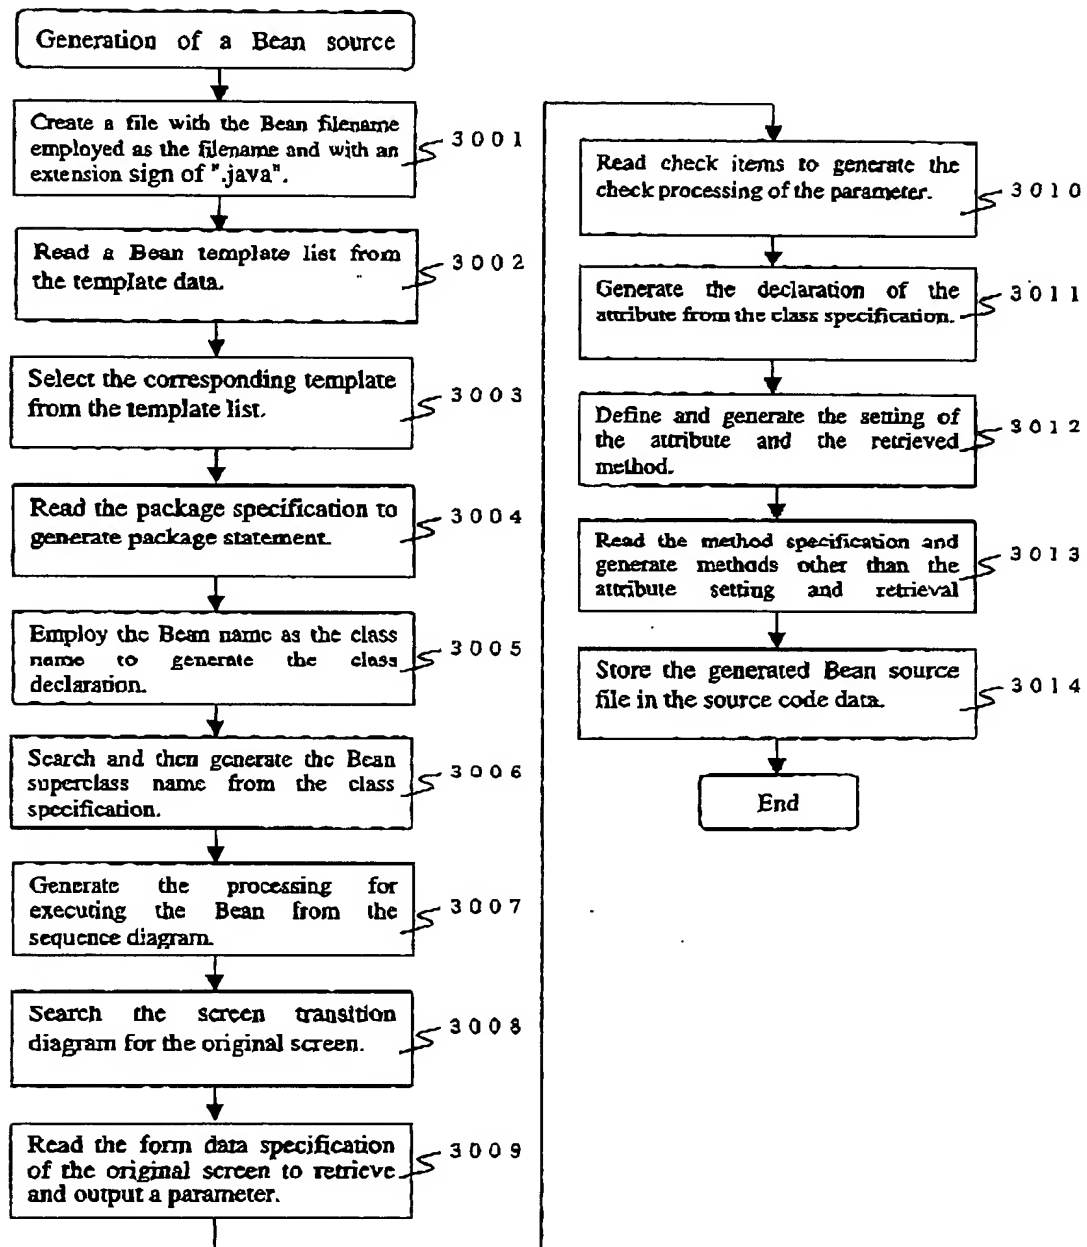 Generation of a Bean source
Create a file with the Bean filename
employed as the filename and with an
extension sign of ".java".
3001
Read a Bean template list from
the template data.
3002
Select the corresponding template
from the template list.
3003
Read the package specification to
generate package statement.
3004
Employ the Bean name as the class
name to generate the class
declaration.
3005
Search and then generate the Bean
superclass name from the class
specification.
3006
Generate the processing for
executing the Bean from the
sequence diagram.
3007
Search the screen transition
diagram for the original screen.
3008
Read the form data specification
of the original screen to retrieve
and output a parameter.
3009
Read check items to generate the
check processing of the parameter.
3010
Generate the declaration of the
attribute from the class specification.
3011
Define and generate the setting of
the attribute and the retrieved
method.
3012
Read the method specification and
generate methods other than the
attribute setting and retrieval
3013
Store the generated Bean source
file in the source code data.
3014
End